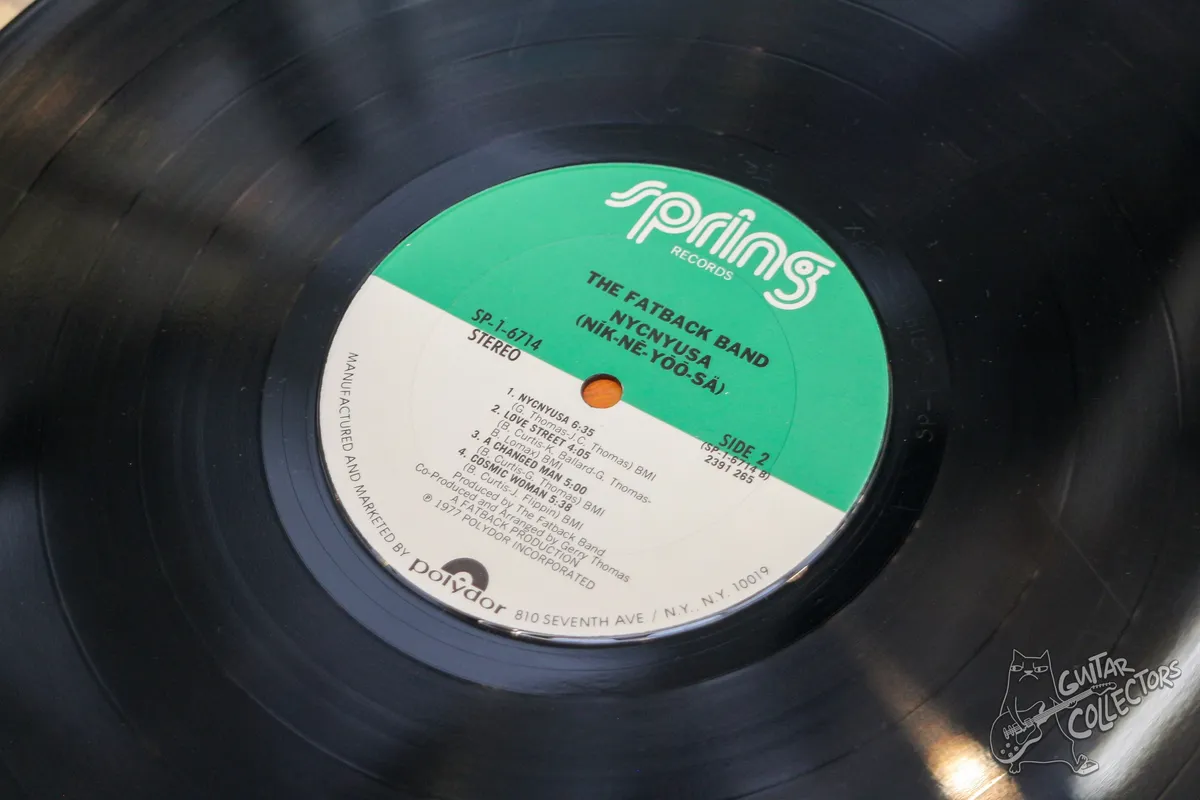 spring
RECORDS
THE FATBACK BAND
NYCNYUSA
(NĪK-NĒ-YŌŌ-SÄ)
SP-1-6714
STEREO
SIDE 2
(SP-1-6714 B)
2391 265
1. NYCNYUSA 6:35
(G. Thomas-J.C. Thomas) BMI
2. LOVE STREET 4:05
(B. Curtis-K. Ballard-G. Thomas-
B. Lomax) BMI
3. A CHANGED MAN 5:00
(B. Curtis-G. Thomas) BMI
4. COSMIC WOMAN 5:38
(B. Curtis-J. Flippin) BMI
Produced by The Fatback Band
Co-Produced and Arranged by Gerry Thomas
A FATBACK PRODUCTION
℗ 1977 POLYDOR INCORPORATED
MANUFACTURED AND MARKETED BY polydor 810 SEVENTH AVE / N.Y., N.Y. 10019
GUITAR
COLLECTORS